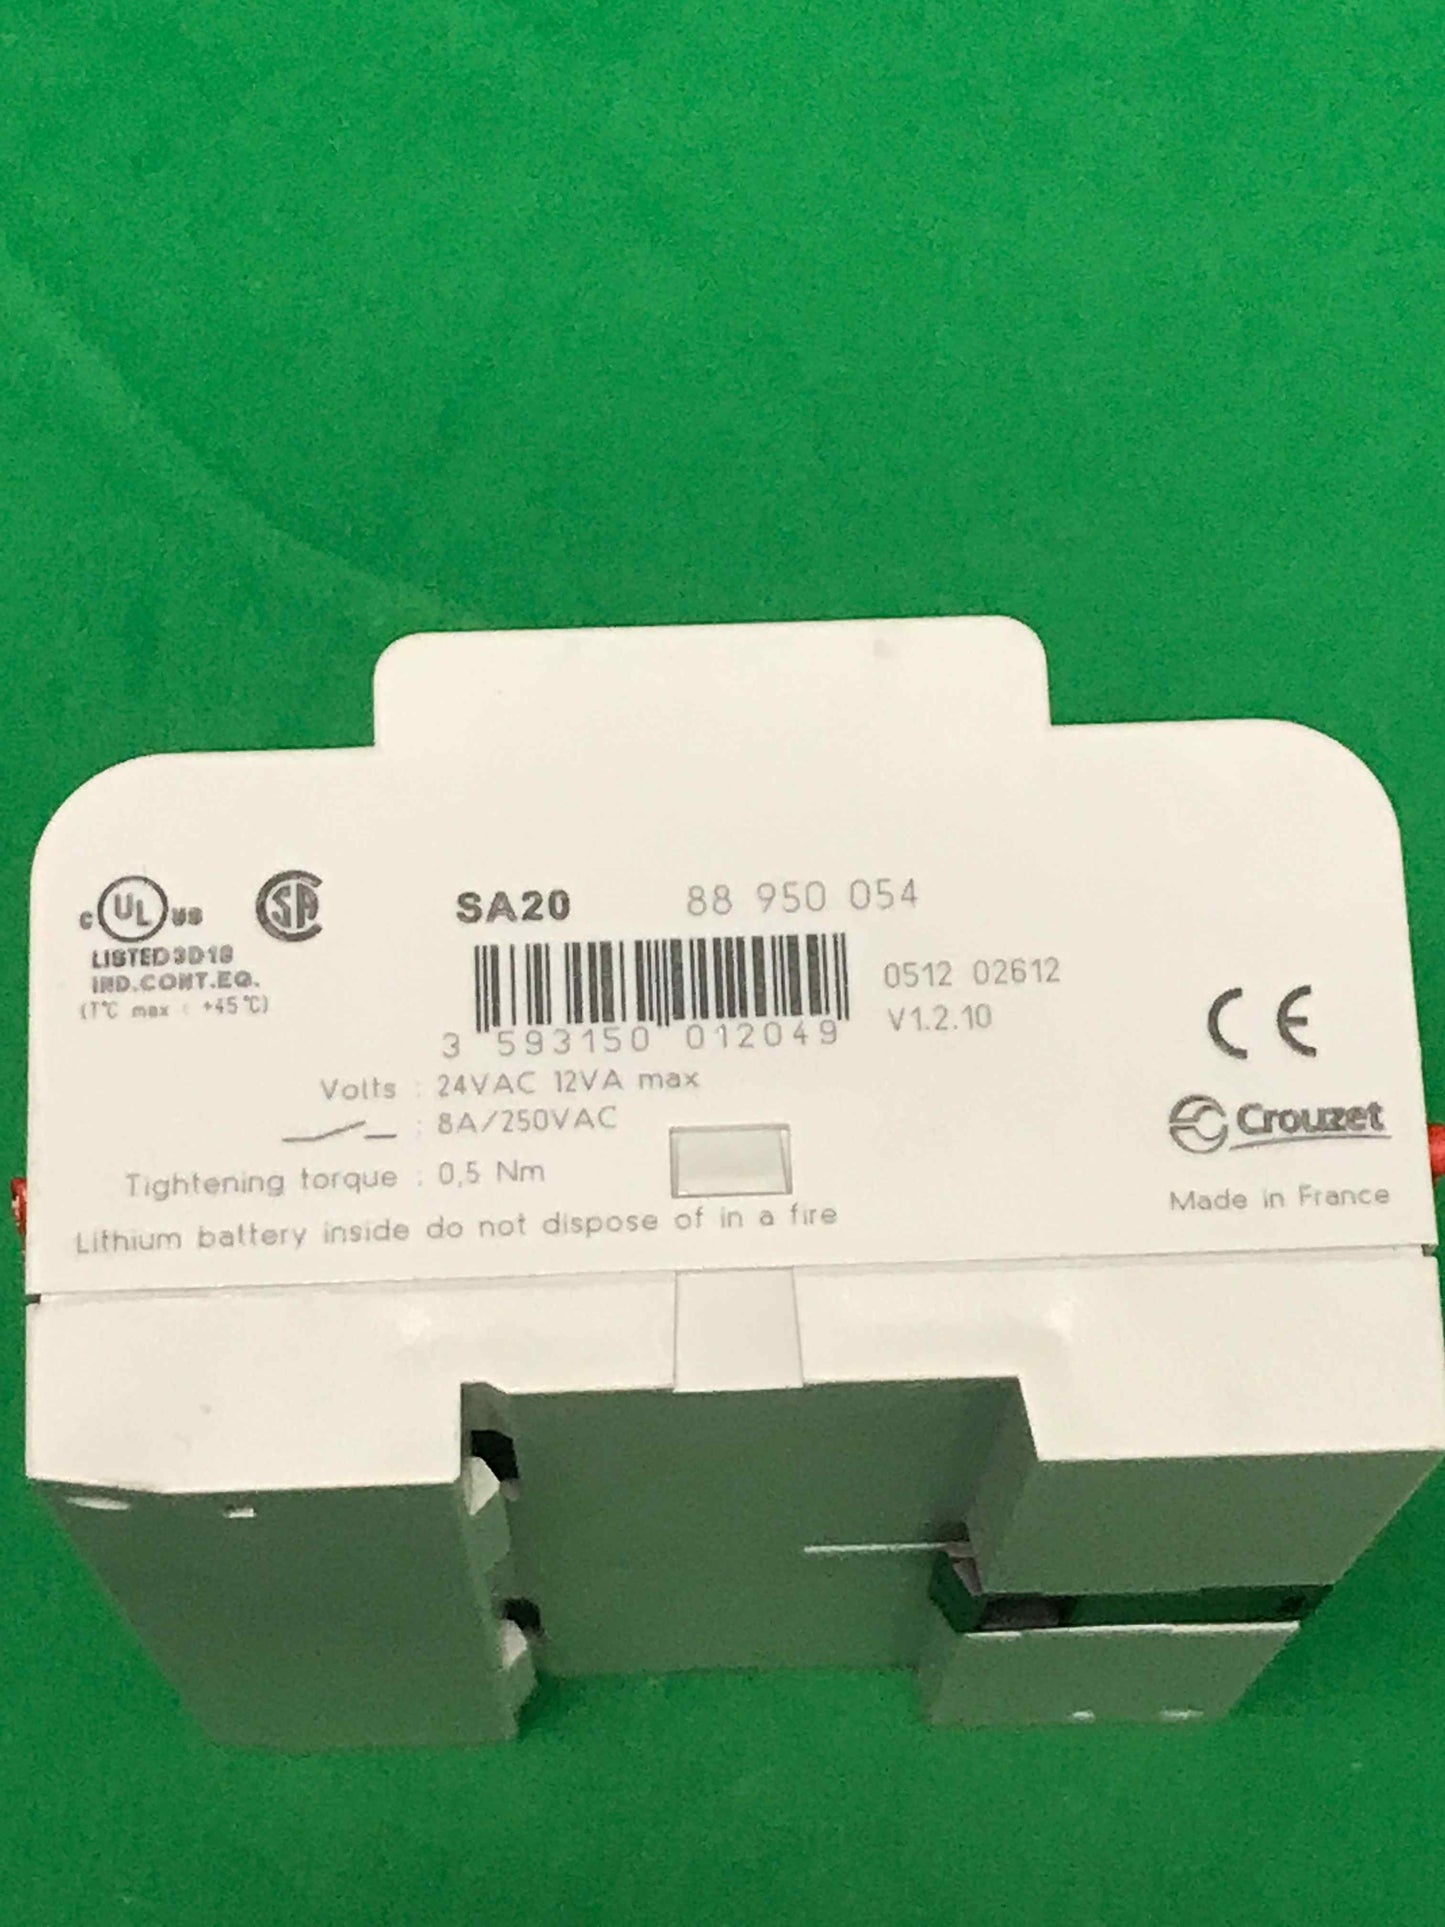 c UL us
LISTED 3D18
IND.CONT.EQ.
(T°C max : +45°C)
SA
SA20 88 950 054
0512 02612
V1.2.10
3 593150 012049
Volts : 24VAC 12VA max
: 8A/250VAC
Tightening torque : 0,5 Nm
Lithium battery inside do not dispose of in a fire
CE
Crouzet
Made in France